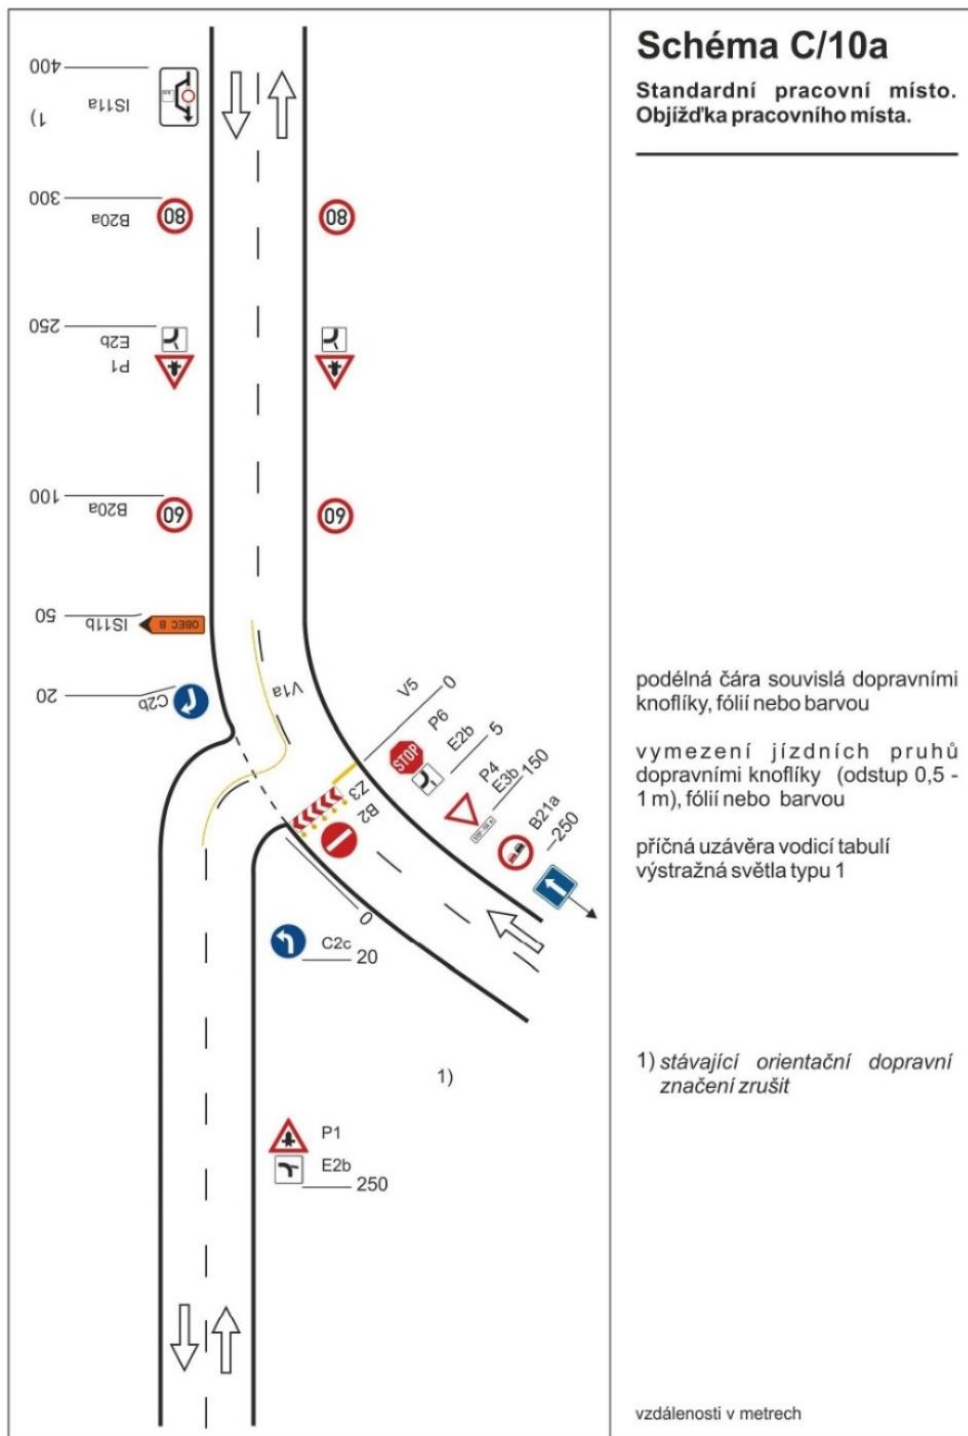 Schéma C/10a
Standardní pracovní místo.
Objížďka pracovního místa.
400
IS11a
1)
300
B20a
80
80
250
E2b
P1
100
B20a
60
60
50
IS11b
OBEC B
20
C2b
V1a
V5
0
P6
STOP
E2b
5
P4
E3b
150
B21a
250
Z3
B2
0
C2c
20
1)
P1
E2b
250
podélná čára souvislá dopravními
knoflíky, fólií nebo barvou
vymezení jízdních pruhů
dopravními knoflíky (odstup 0,5 -
1 m), fólií nebo barvou
příčná uzávěra vodicí tabulí
výstražná světla typu 1
1) stávající orientační dopravní
značení zrušit
vzdálenosti v metrech